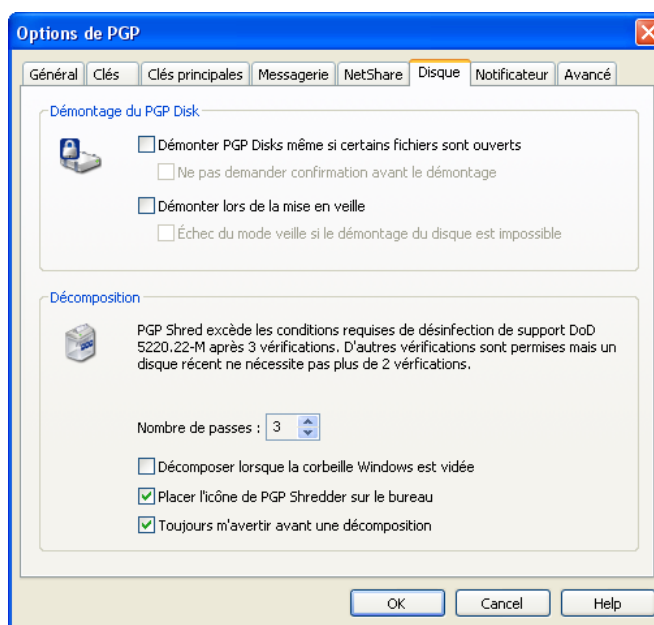 Options de PGP
Général Clés Clés principales Messagerie NetShare Disque Notificateur Avancé
Démontage du PGP Disk
Démonter PGP Disks même si certains fichiers sont ouverts
Ne pas demander confirmation avant le démontage
Démonter lors de la mise en veille
Échec du mode veille si le démontage du disque est impossible
Décomposition
PGP Shred excède les conditions requises de désinfection de support DoD
5220.22-M après 3 vérifications. D'autres vérifications sont permises mais un
disque récent ne nécessite pas plus de 2 vérfications.
Nombre de passes : 3
Décomposer lorsque la corbeille Windows est vidée
Placer l'icône de PGP Shredder sur le bureau
Toujours m'avertir avant une décomposition
OK Cancel Help